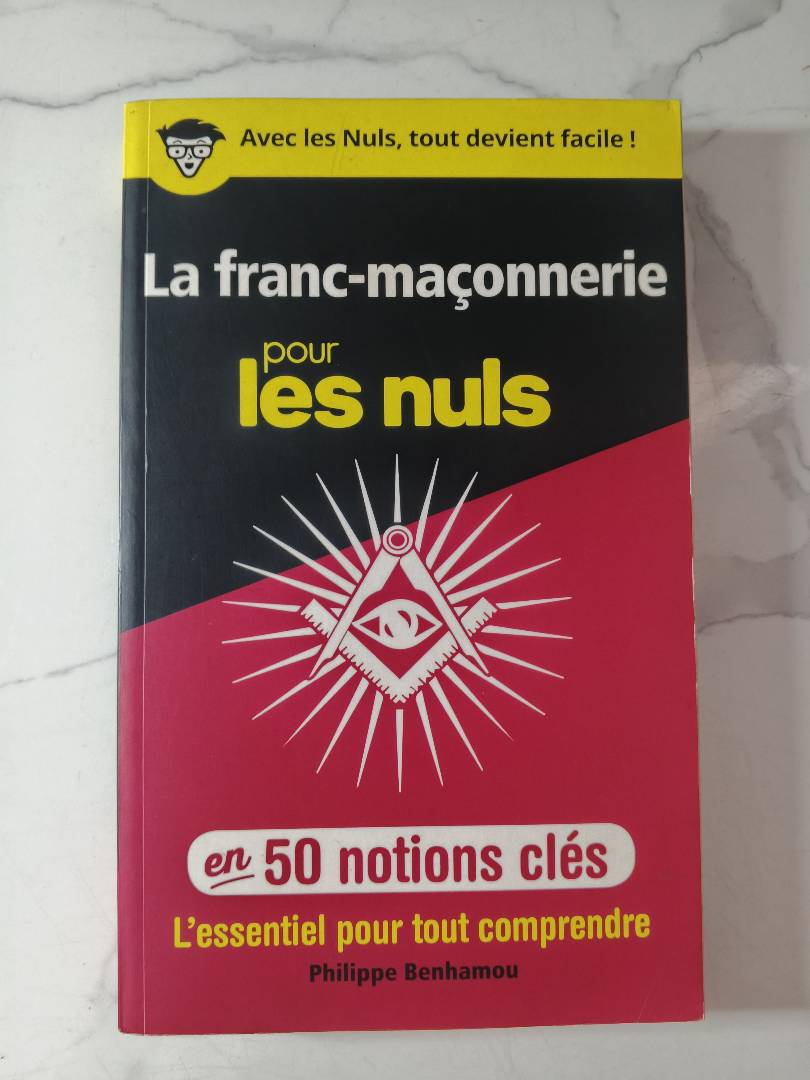 Avec les Nuls, tout devient facile !
La franc-maçonnerie
pour
les nuls
en 50 notions clés
L'essentiel pour tout comprendre
Philippe Benhamou